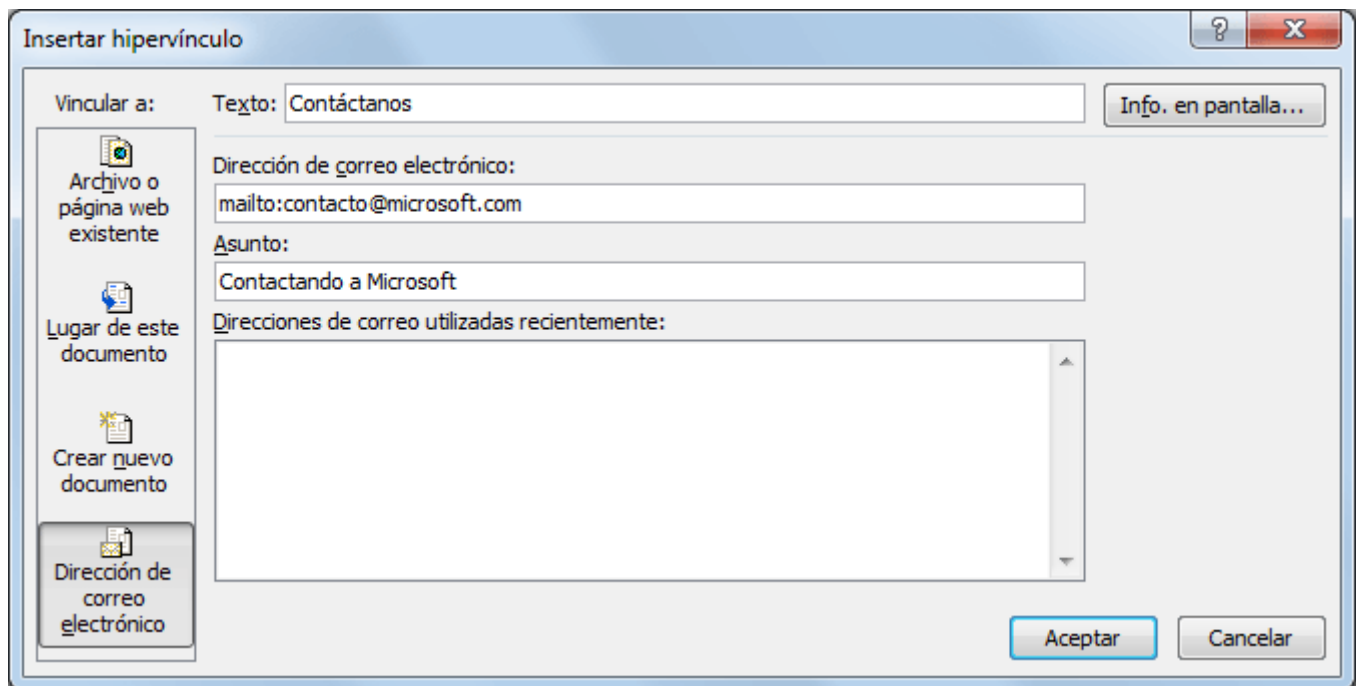 Insertar hipervínculo
Vincular a:
Texto: Contáctanos
Info. en pantalla...
Archivo o
página web
existente
Lugar de este
documento
Crear nuevo
documento
Dirección de
correo
electrónico
Dirección de correo electrónico:
mailto:contacto@microsoft.com
Asunto:
Contactando a Microsoft
Direcciones de correo utilizadas recientemente:
Aceptar
Cancelar